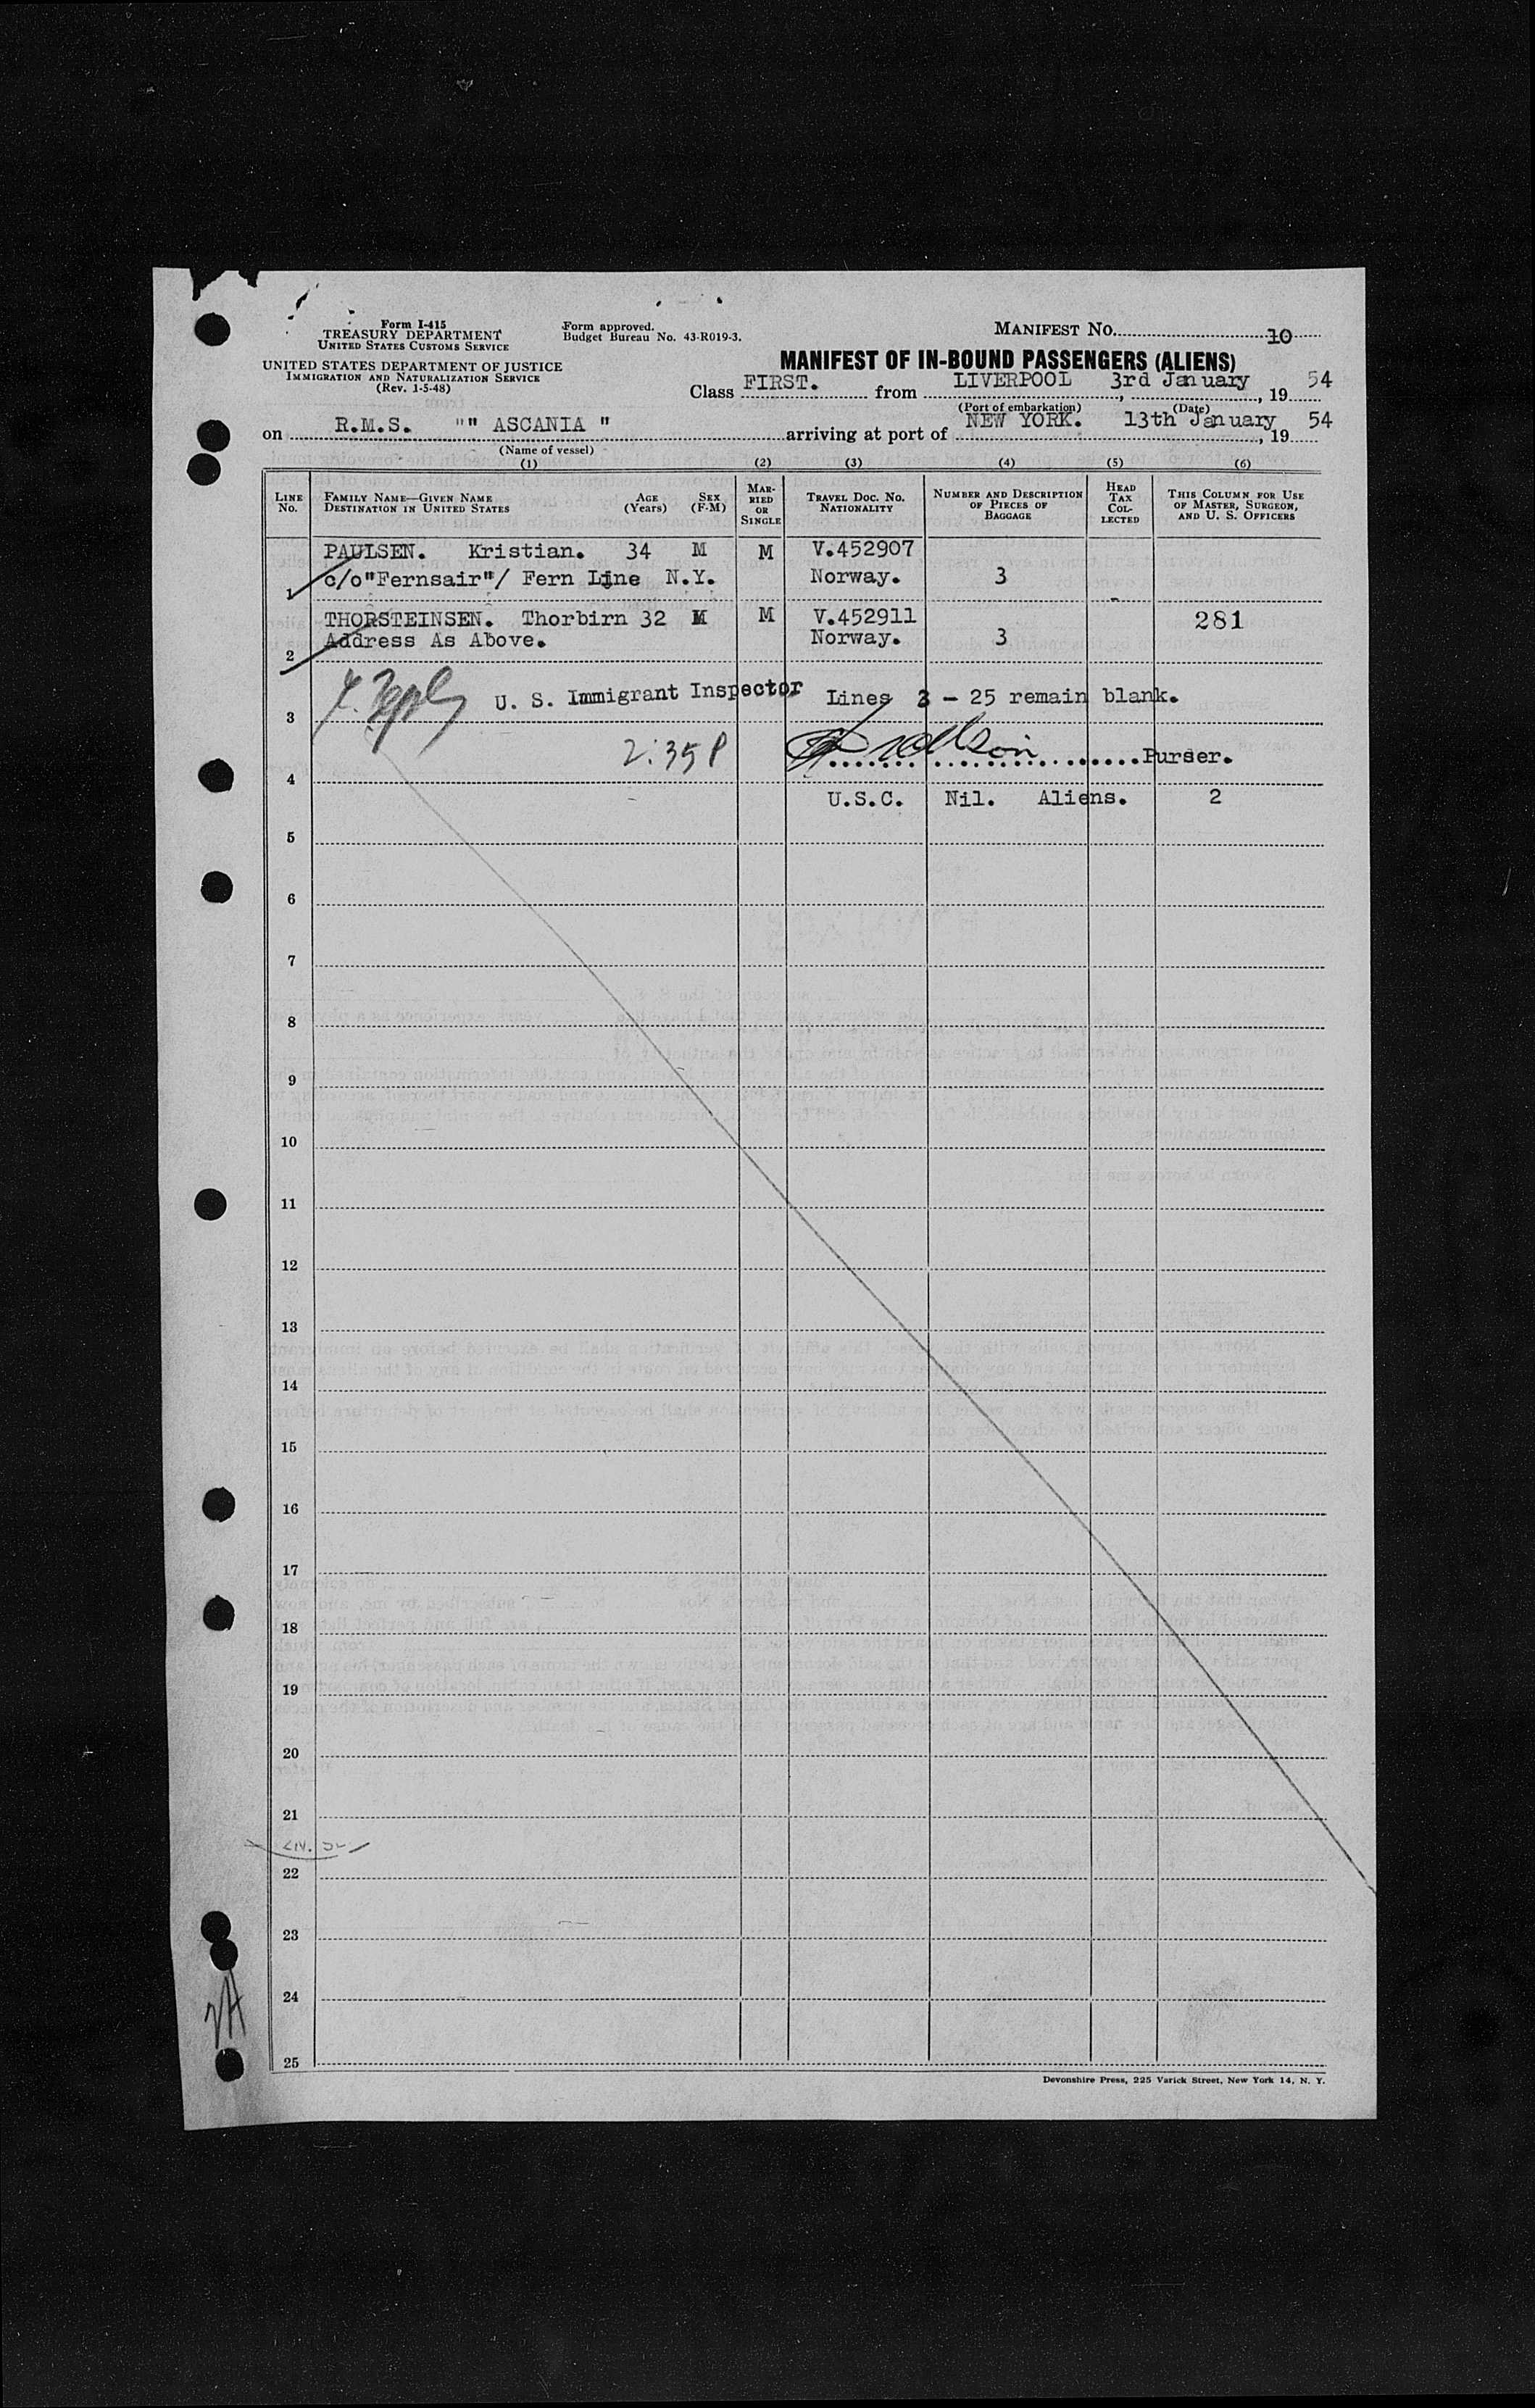 Form I-415
TREASURY DEPARTMENT
UNITED STATES CUSTOMS SERVICE
UNITED STATES DEPARTMENT OF JUSTICE
IMMIGRATION AND NATURALIZATION SERVICE
(Rev. 1-5-48)
Form approved.
Budget Bureau No. 43-R019-3.
MANIFEST No. 10
MANIFEST OF IN-BOUND PASSENGERS (ALIENS)
Class FIRST. from LIVERPOOL 3rd January, 19 54
(Port of embarkation) (Date)
on R.M.S. "" ASCANIA " arriving at port of NEW YORK. 13th January, 19 54
(Name of vessel)
(1) (2) (3) (4) (5) (6)
LINE No. FAMILY NAME—GIVEN NAME DESTINATION IN UNITED STATES AGE (Years) SEX (F-M) MARRIED OR SINGLE TRAVEL DOC. NO. NATIONALITY NUMBER AND DESCRIPTION OF PIECES OF BAGGAGE HEAD TAX COLLECTED THIS COLUMN FOR USE OF MASTER, SURGEON, AND U. S. OFFICERS
PAULSEN. Kristian. 34 M M V.452907
1 c/o"Fernsair"/ Fern Line N.Y. Norway. 3
THORSTEINSEN. Thorbirn 32 M M V.452911 281
2 Address As Above. Norway. 3
U. S. Immigrant Inspector Lines 3 - 25 remain blank.
3
2:35 P Purser.
4
U.S.C. Nil. Aliens. 2
5
6
7
8
9
10
11
12
13
14
15
16
17
18
19
20
21
22
23
24
25
Devonshire Press, 225 Varick Street, New York 14, N. Y.